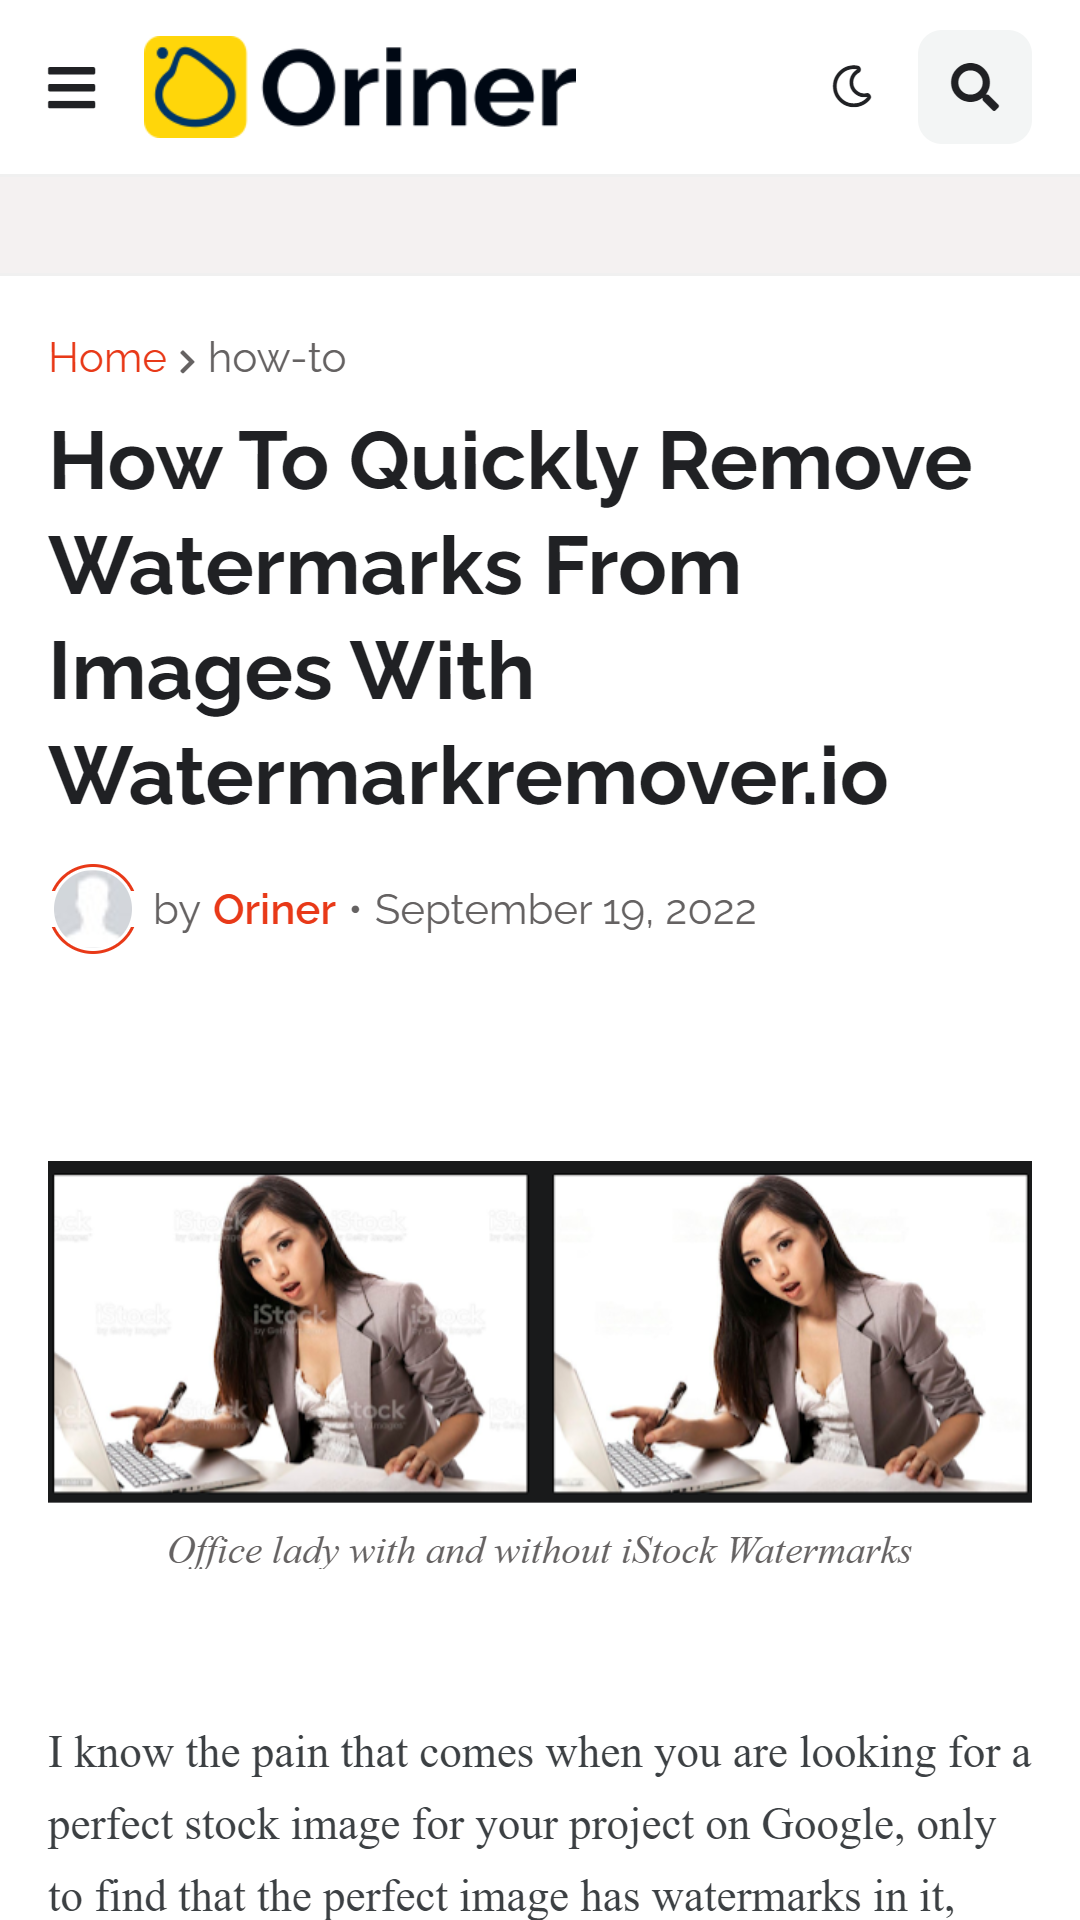 Oriner
Home > how-to
How To Quickly Remove
Watermarks From
Images With
Watermarkremover.io
by Oriner • September 19, 2022
iStock iStock
iStock iStock iStock
by Getty Images
Office lady with and without iStock Watermarks
I know the pain that comes when you are looking for a
perfect stock image for your project on Google, only
to find that the perfect image has watermarks in it,